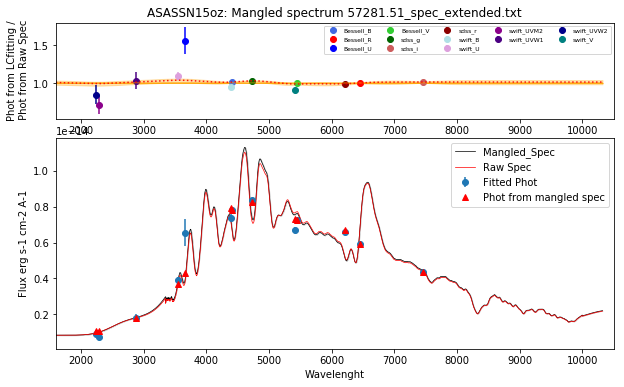 ASASSN15oz: Mangled spectrum 57281.51_spec_extended.txt
Phot from LCfitting /
Phot from Raw Spec
1.5
1.0
Bessell_B
Bessell_R
Bessell_U
Bessell_V
sdss_g
sdss_i
sdss_r
swift_B
swift_U
swift_UVM2
swift_UVW1
swift_UVW2
swift_V
2000 3000 4000 5000 6000 7000 8000 9000 10000
1e−14
Flux erg s-1 cm-2 A-1
1.0
0.8
0.6
0.4
0.2
Mangled_Spec
Raw Spec
Fitted Phot
Phot from mangled spec
2000 3000 4000 5000 6000 7000 8000 9000 10000
Wavelenght